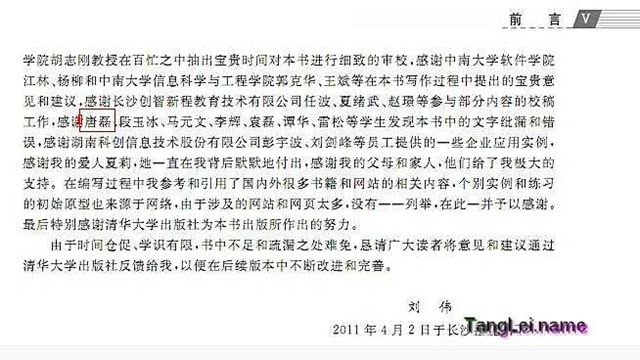 前 言 V
学院胡志刚教授在百忙之中抽出宝贵时间对本书进行细致的审校，感谢中南大学软件学院
江林、杨柳和中南大学信息科学与工程学院郭克华、王斌等在本书写作过程中提出的宝贵意
见和建议，感谢长沙创智新程教育技术有限公司任波、夏绪武、赵璟等参与部分内容的校稿
工作，感谢唐磊、段玉冰、马元文、李辉、袁磊、谭华、雷松等学生发现本书中的文字纰漏和错
误，感谢湖南科创信息技术股份有限公司彭宇波、刘剑峰等员工提供的一些企业应用实例，
感谢我的爱人夏莉，她一直在我背后默默地付出，感谢我的父母和家人，他们给了我极大的
支持。在编写过程中我参考和引用了国内外很多书籍和网站的相关内容，个别实例和练习
的初始原型也来源于网络，由于涉及的网站和网页太多，没有一一列举，在此一并予以感谢。
最后特别感谢清华大学出版社为本书出版所作出的努力。
由于时间仓促、学识有限，书中不足和疏漏之处难免，恳请广大读者将意见和建议通过
清华大学出版社反馈给我，以便在后续版本中不断改进和完善。
刘 伟
2011 年 4 月 2 日于长沙
TangLei.name